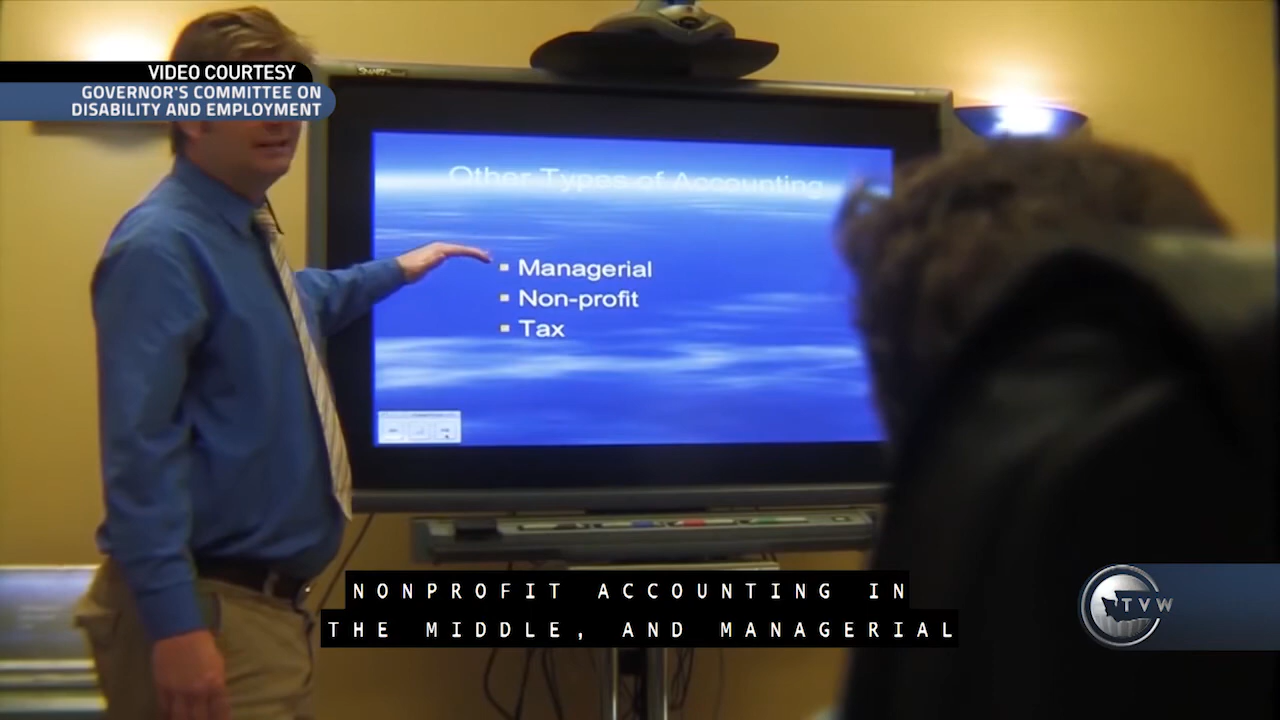 VIDEO COURTESY
GOVERNOR'S COMMITTEE ON
DISABILITY AND EMPLOYMENT
SMART
Other Types of Accounting
▪ Managerial
▪ Non-profit
▪ Tax
NONPROFIT ACCOUNTING IN
THE MIDDLE, AND MANAGERIAL
TVW